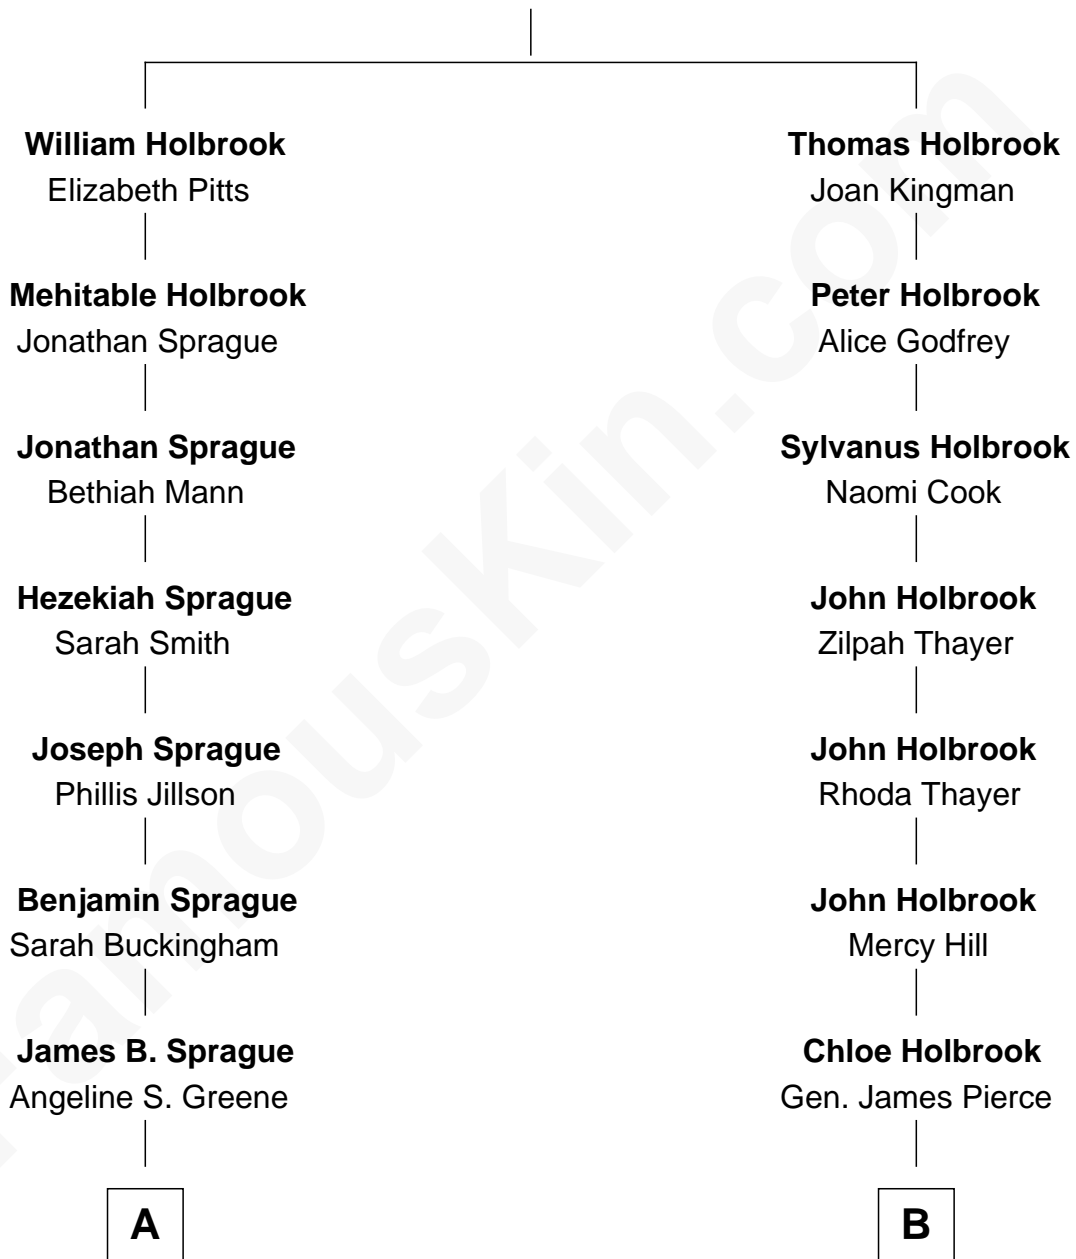 William Holbrook
Elizabeth Pitts
Mehitable Holbrook
Jonathan Sprague
Jonathan Sprague
Bethiah Mann
Hezekiah Sprague
Sarah Smith
Joseph Sprague
Phillis Jillson
Benjamin Sprague
Sarah Buckingham
James B. Sprague
Angeline S. Greene
A
Thomas Holbrook
Joan Kingman
Peter Holbrook
Alice Godfrey
Sylvanus Holbrook
Naomi Cook
John Holbrook
Zilpah Thayer
John Holbrook
Rhoda Thayer
John Holbrook
Mercy Hill
Chloe Holbrook
Gen. James Pierce
B
FamousKin.com